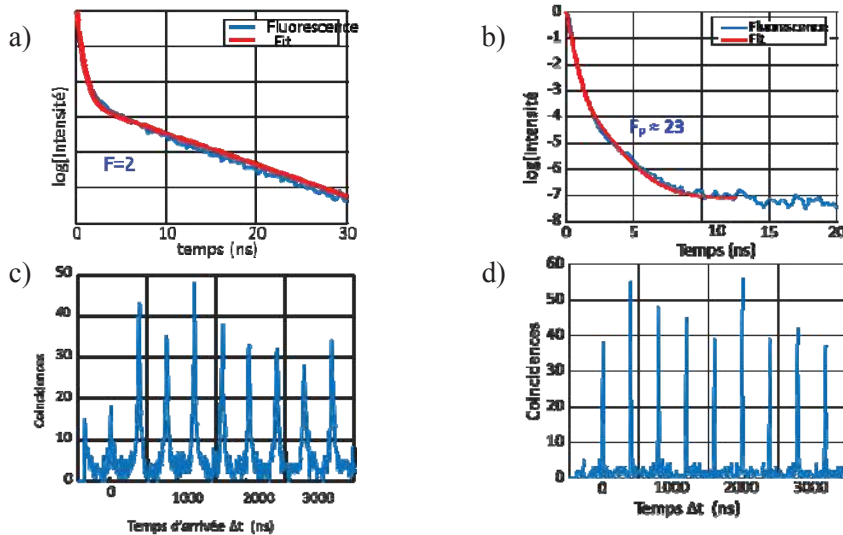 a)
Fluorescence
Fit
log[Intensité]
F=2
0
10
20
30
temps (ns)
b)
0
-1
-2
-3
-4
-5
-6
-7
-8
Fluorescence
Fit
log[Intensité]
Fp ≈ 23
0
5
10
15
20
Temps (ns)
c)
50
40
30
20
10
0
Coincidences
0
1000
2000
3000
Temps d'arrivée Δt (ns)
d)
60
50
40
30
20
10
0
Coincidences
0
1000
2000
3000
Temps Δt (ns)